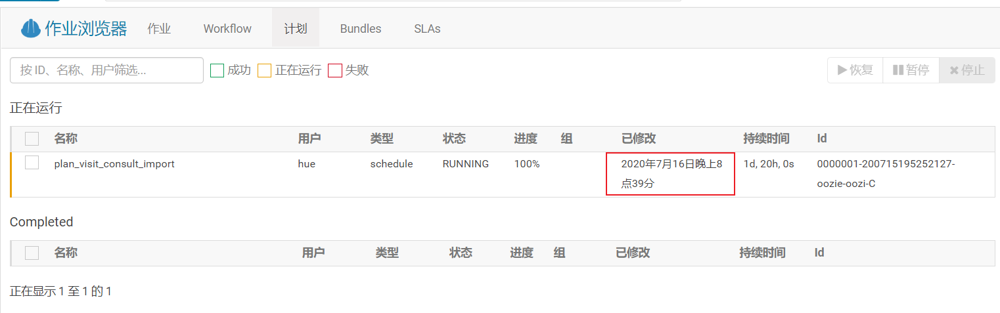 作业浏览器 作业 Workflow 计划 Bundles SLAs
按 ID、名称、用户筛选... 成功 正在运行 失败 恢复 暂停 停止
正在运行
名称 用户 类型 状态 进度 组 已修改 持续时间 Id
plan_visit_consult_import hue schedule RUNNING 100% 2020年7月16日晚上8 1d, 20h, 0s 0000001-200715195252127-
点39分 oozie-oozi-C
Completed
名称 用户 类型 状态 进度 组 已修改 持续时间 Id
正在显示 1 至 1 的 1